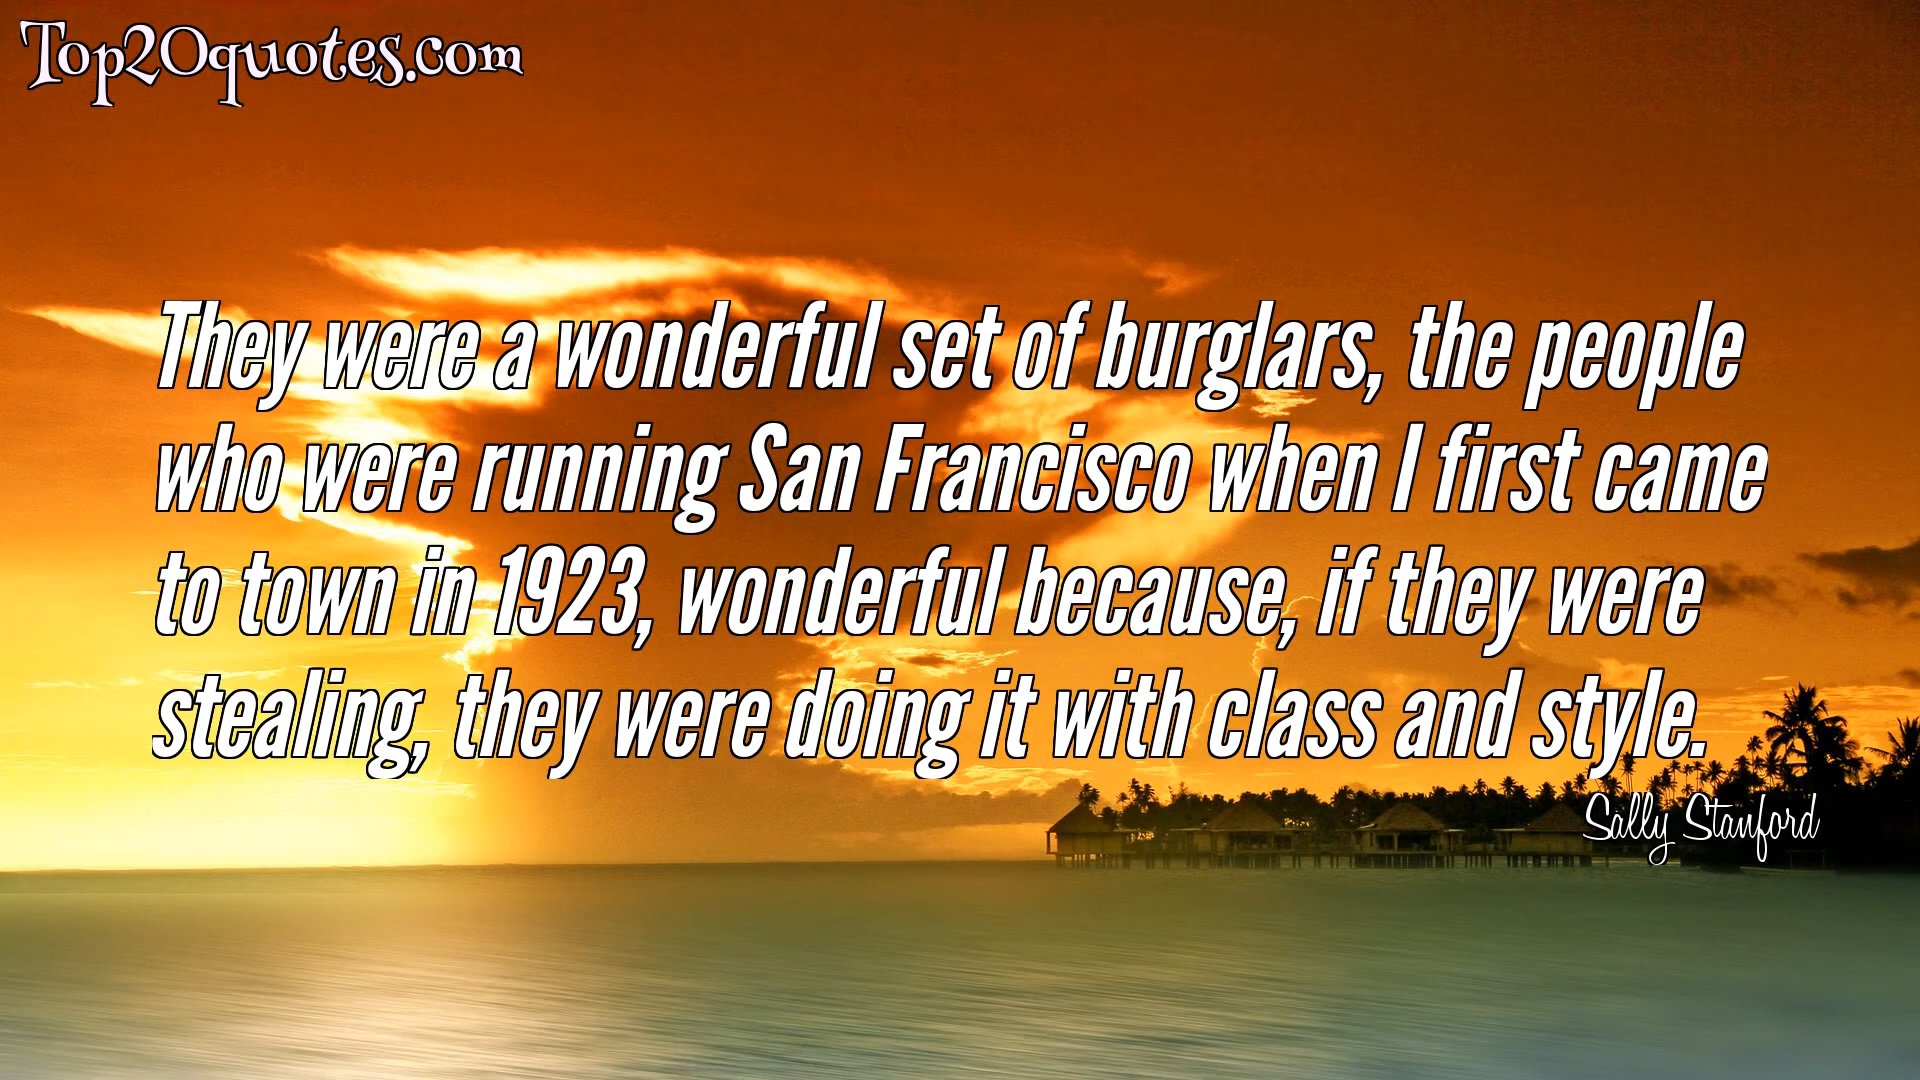 Top20quotes.com
They were a wonderful set of burglars, the people
who were running San Francisco when I first came
to town in 1923, wonderful because, if they were
stealing, they were doing it with class and style.
Sally Stanford